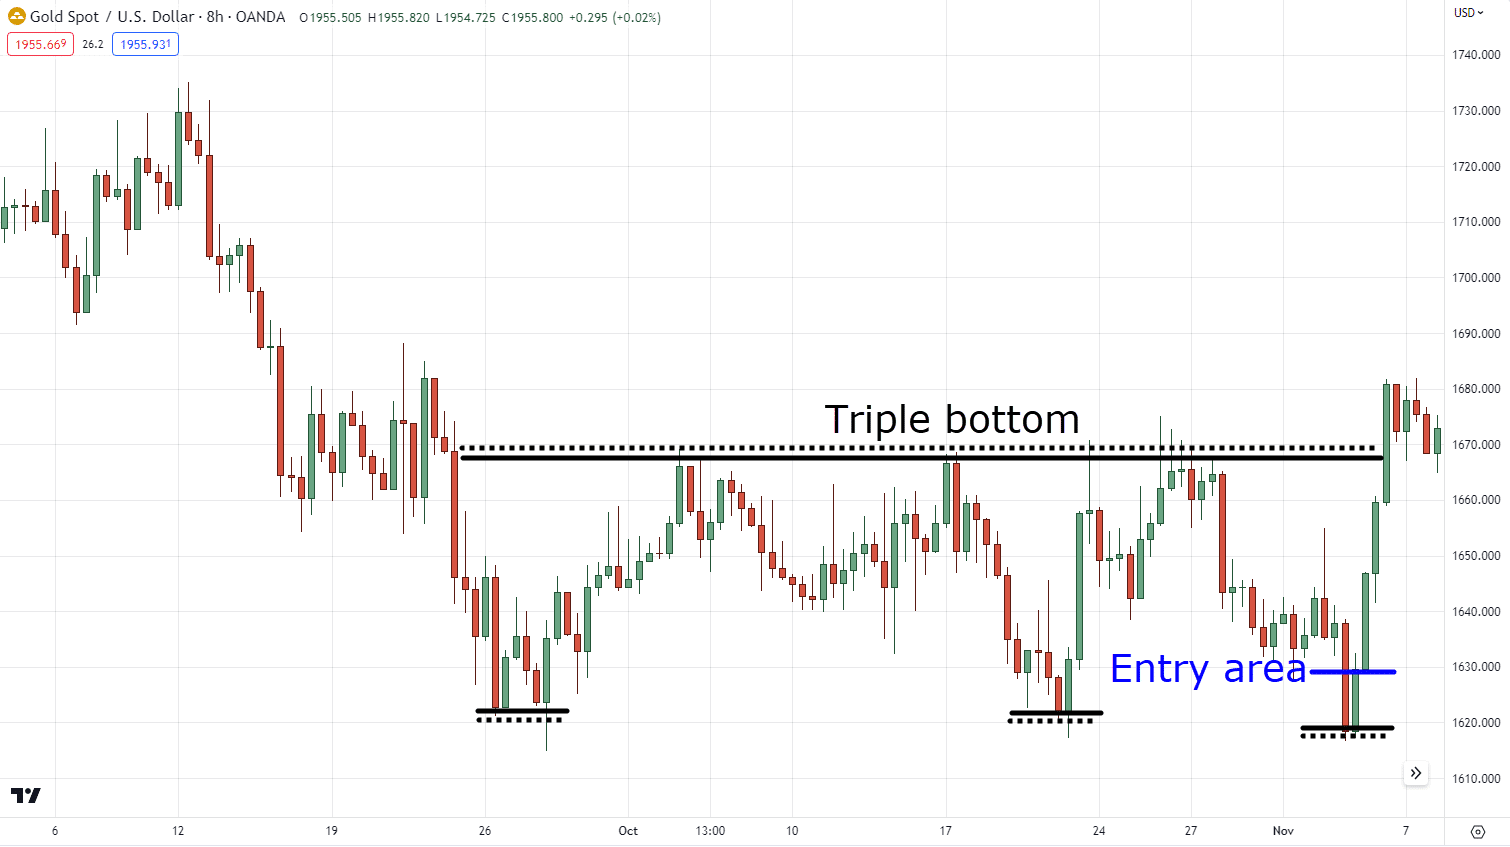 Gold Spot / U.S. Dollar · 8h · OANDA O1955.505 H1955.820 L1954.725 C1955.800 +0.295 (+0.02%)
USD
1955.669 26.2 1955.931
1740.000
1730.000
1720.000
1710.000
1700.000
1690.000
1680.000
Triple bottom
1670.000
1660.000
1650.000
1640.000
Entry area
1630.000
1620.000
1610.000
6 12 19 26 Oct 13:00 10 17 24 27 Nov 7